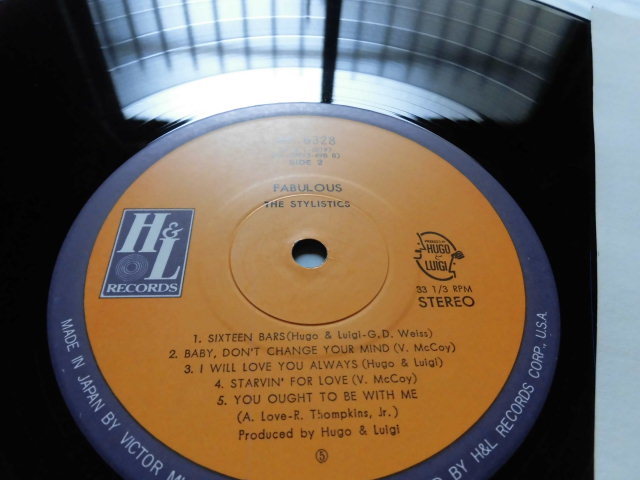 6328
SIDE 2
FABULOUS
THE STYLISTICS
H&L
RECORDS
PRODUCED BY
HUGO
&
LUIGI
33 1/3 RPM
STEREO
1. SIXTEEN BARS (Hugo & Luigi-G.D. Weiss)
2. BABY, DON'T CHANGE YOUR MIND (V. McCoy)
3. I WILL LOVE YOU ALWAYS (Hugo & Luigi)
4. STARVIN' FOR LOVE (V. McCoy)
5. YOU OUGHT TO BE WITH ME
(A. Love-R. Thompkins, Jr.)
Produced by Hugo & Luigi
5
MADE IN JAPAN BY VICTOR
BY H&L RECORDS CORP., U.S.A.